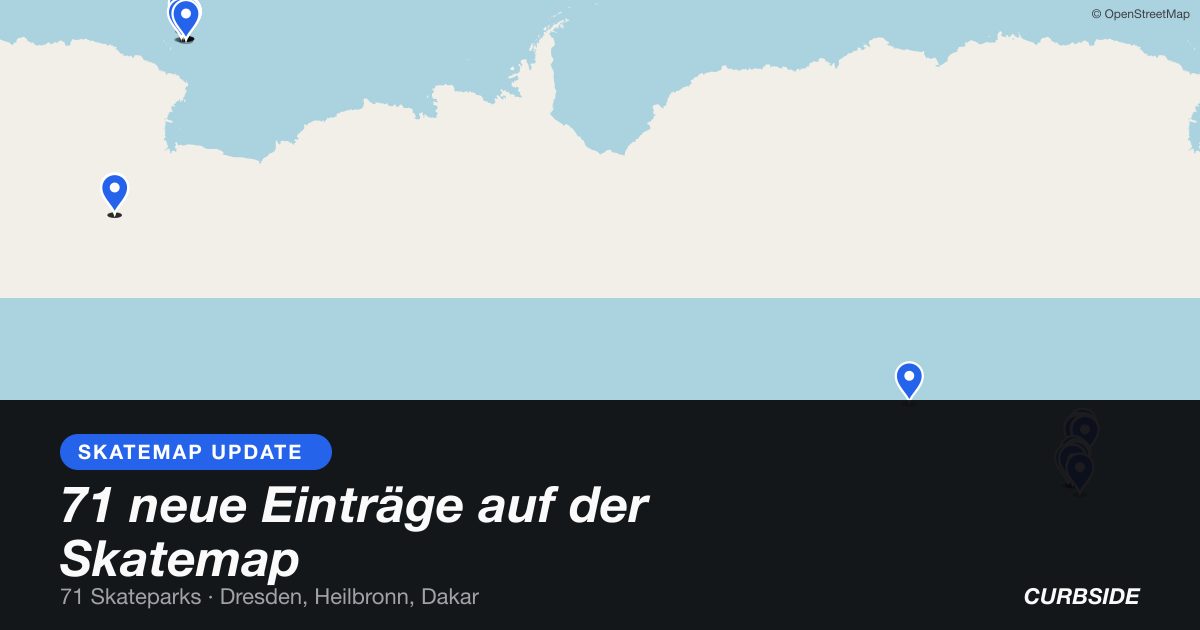 © OpenStreetMap
SKATEMAP UPDATE
71 neue Einträge auf der
Skatemap
71 Skateparks · Dresden, Heilbronn, Dakar
CURBSIDE